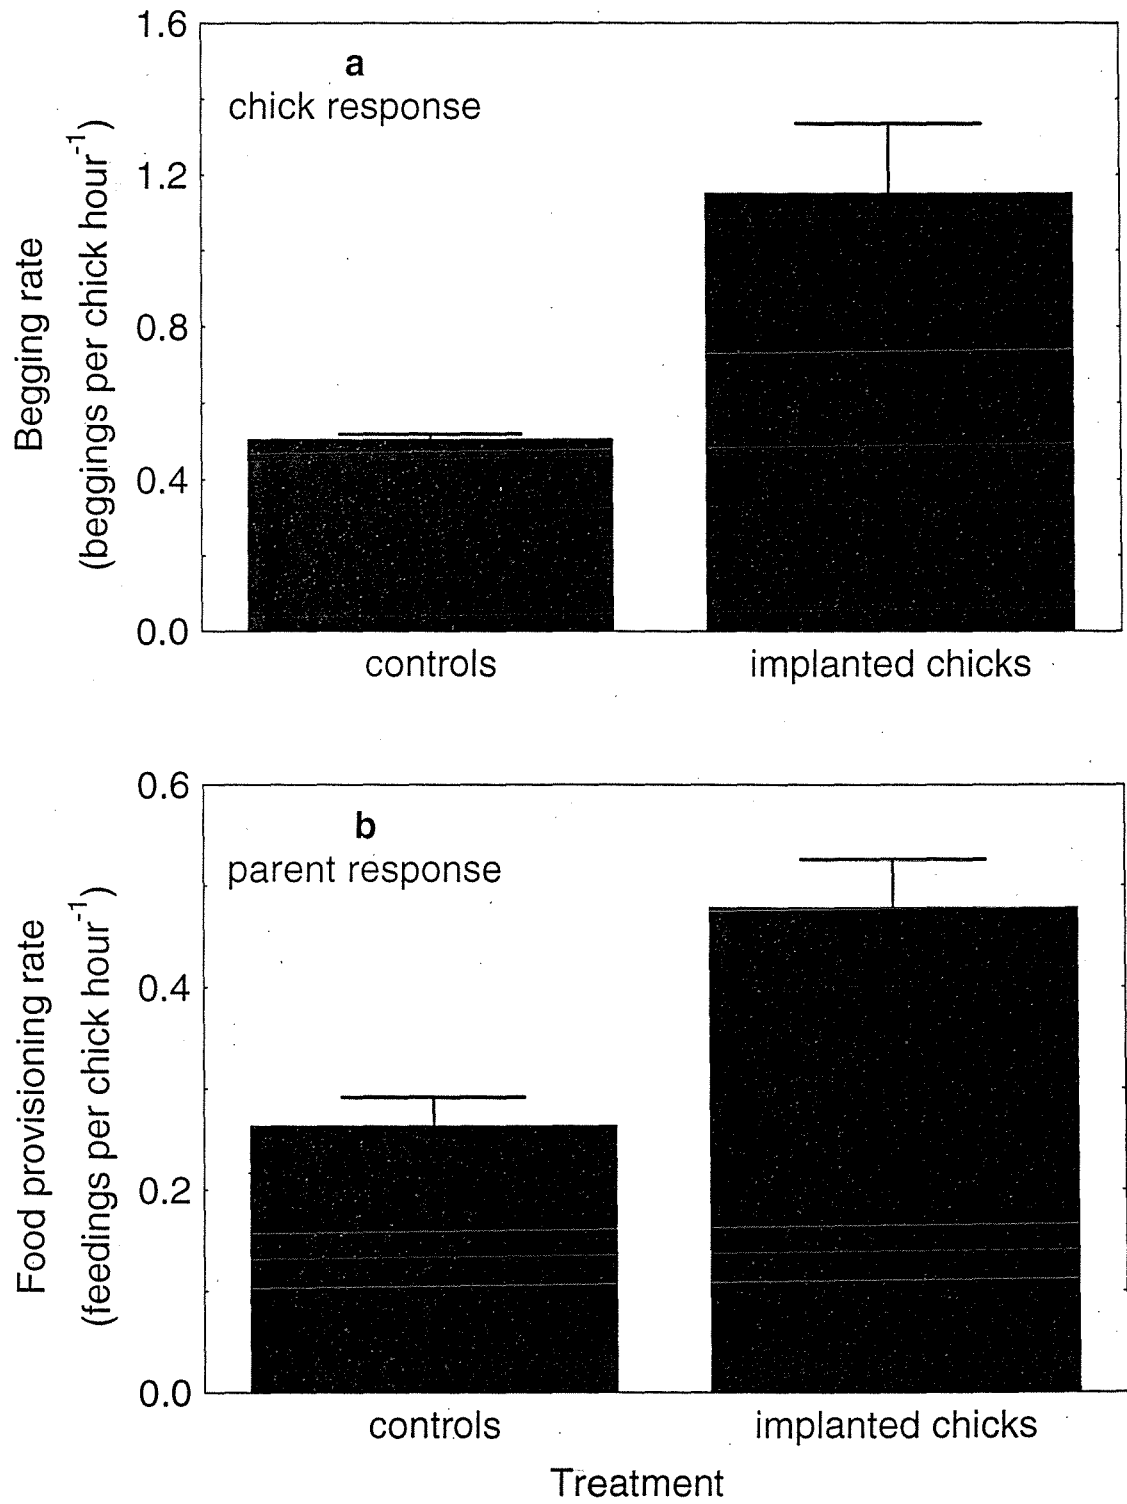 1.6
a
chick response
1.2
0.8
0.4
0.0
Begging rate
(beggings per chick hour⁻¹)
controls
implanted chicks
0.6
b
parent response
0.4
0.2
0.0
Food provisioning rate
(feedings per chick hour⁻¹)
controls
implanted chicks
Treatment